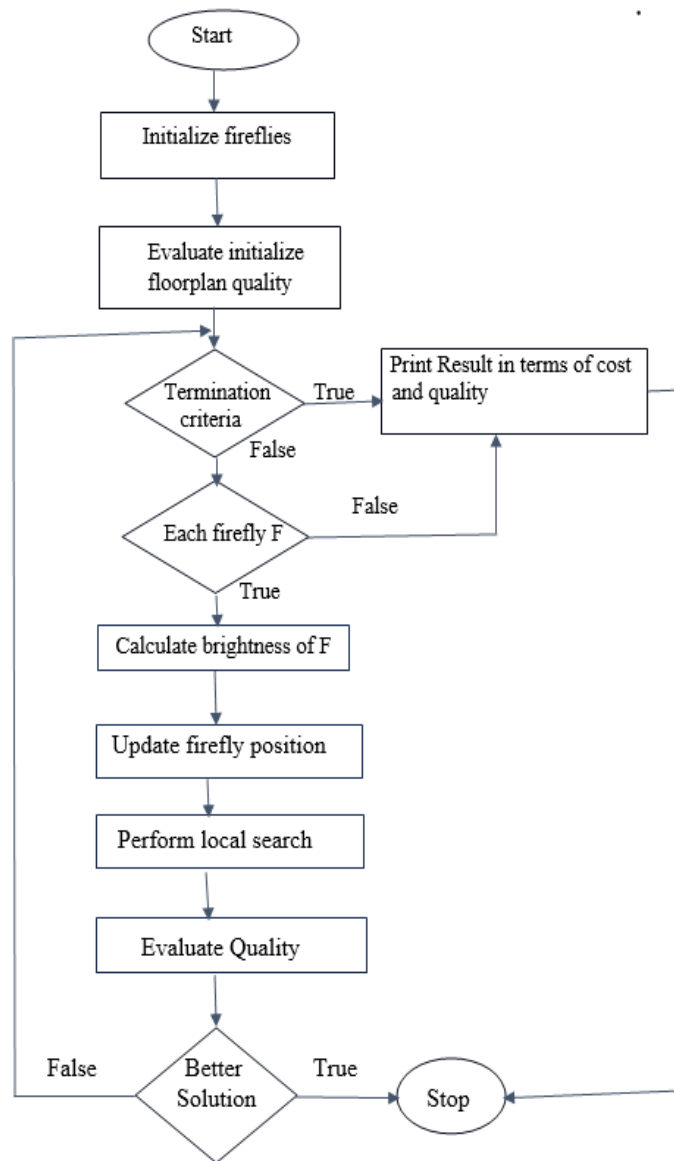 Start
Initialize fireflies
Evaluate initialize
floorplan quality
Termination
criteria
True
Print Result in terms of cost
and quality
False
Each firefly F
False
True
Calculate brightness of F
Update firefly position
Perform local search
Evaluate Quality
False
Better
Solution
True
Stop